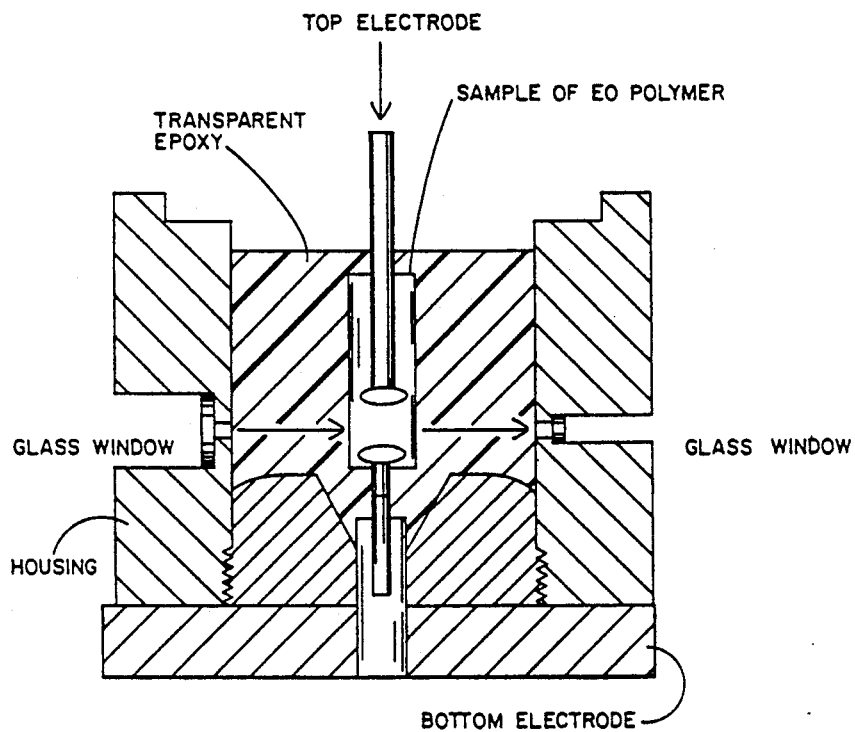 TOP ELECTRODE
SAMPLE OF EO POLYMER
TRANSPARENT
EPOXY
GLASS WINDOW
GLASS WINDOW
HOUSING
BOTTOM ELECTRODE